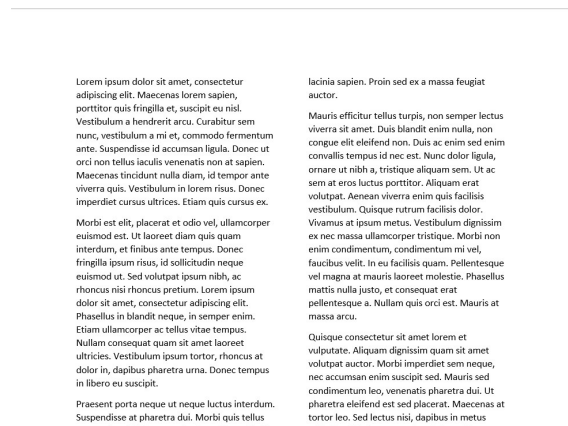 Lorem ipsum dolor sit amet, consectetur
adipiscing elit. Maecenas lorem sapien,
porttitor quis fringilla et, suscipit eu nisl.
Vestibulum a hendrerit arcu. Curabitur sem
nunc, vestibulum a mi et, commodo fermentum
ante. Suspendisse id accumsan ligula. Donec ut
orci non tellus iaculis venenatis non at sapien.
Maecenas tincidunt nulla diam, id tempor ante
viverra quis. Vestibulum in lorem risus. Donec
imperdiet cursus ultrices. Etiam quis cursus ex.
Morbi est elit, placerat et odio vel, ullamcorper
euismod est. Ut laoreet diam quis quam
interdum, et finibus ante tempus. Donec
fringilla ipsum risus, id sollicitudin neque
euismod ut. Sed volutpat ipsum nibh, ac
rhoncus nisi rhoncus pretium. Lorem ipsum
dolor sit amet, consectetur adipiscing elit.
Phasellus in blandit neque, in semper enim.
Etiam ullamcorper ac tellus vitae tempus.
Nullam consequat quam sit amet laoreet
ultricies. Vestibulum ipsum tortor, rhoncus at
dolor in, dapibus pharetra urna. Donec tempus
in libero eu suscipit.
Praesent porta neque ut neque luctus interdum.
Suspendisse at pharetra dui. Morbi quis tellus
lacinia sapien. Proin sed ex a massa feugiat
auctor.
Mauris efficitur tellus turpis, non semper lectus
viverra sit amet. Duis blandit enim nulla, non
congue elit eleifend non. Duis ac enim sed enim
convallis tempus id nec est. Nunc dolor ligula,
ornare ut nibh a, tristique aliquam sem. Ut ac
sem at eros luctus porttitor. Aliquam erat
volutpat. Aenean viverra enim quis facilisis
vestibulum. Quisque rutrum facilisis dolor.
Vivamus at ipsum metus. Vestibulum dignissim
ex nec massa ullamcorper tristique. Morbi non
enim condimentum, condimentum mi vel,
faucibus velit. In eu facilisis quam. Pellentesque
vel magna at mauris laoreet molestie. Phasellus
mattis nulla justo, et consequat erat
pellentesque a. Nullam quis orci est. Mauris at
massa arcu.
Quisque consectetur sit amet lorem et
vulputate. Aliquam dignissim quam sit amet
volutpat auctor. Morbi imperdiet sem neque,
nec accumsan enim suscipit sed. Mauris sed
condimentum leo, venenatis pharetra dui. Ut
pharetra eleifend est sed placerat. Maecenas at
tortor leo. Sed lectus nisi, dapibus in metus